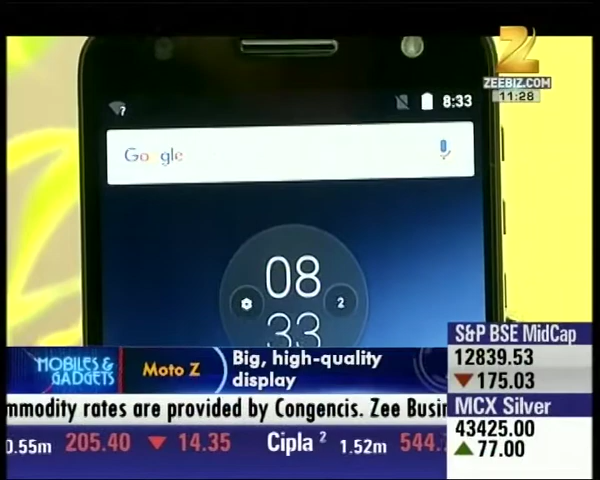 ZEEBIZ.COM
11:28
8:33
Google
08
33
2
MOBILES & GADGETS
Moto Z
Big, high-quality
display
mmodity rates are provided by Congencis. Zee Busin
0.55m 205.40 14.35 Cipla 2 1.52m 544.
S&P BSE MidCap
12839.53
175.03
MCX Silver
43425.00
77.00